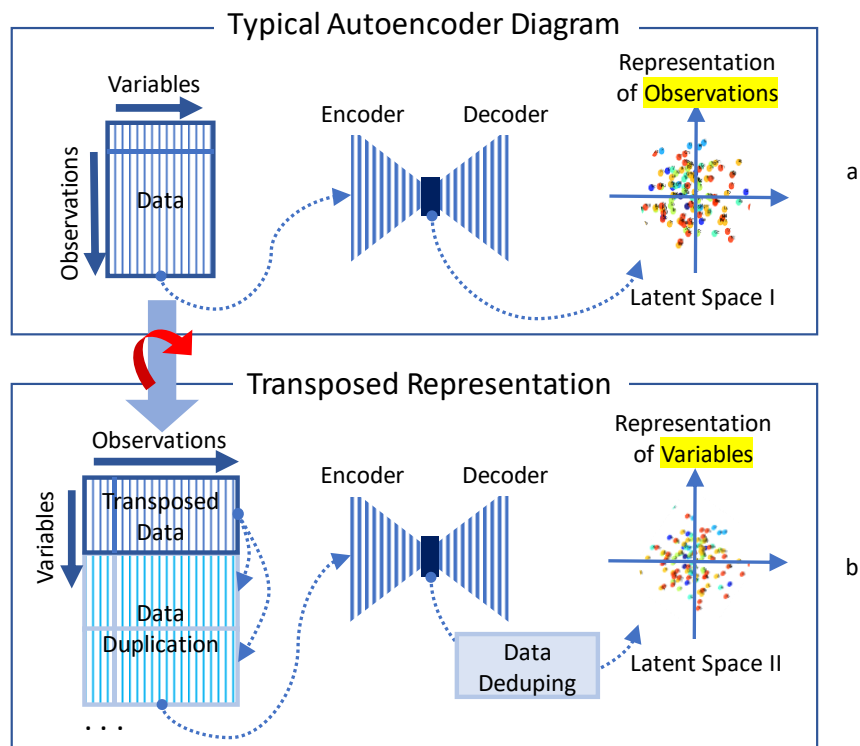 Typical Autoencoder Diagram
Variables
Observations
Data
Encoder
Decoder
Representation
of Observations
Latent Space I
a
Transposed Representation
Observations
Variables
Transposed
Data
Data
Duplication
. . .
Encoder
Decoder
Data
Deduping
Representation
of Variables
Latent Space II
b